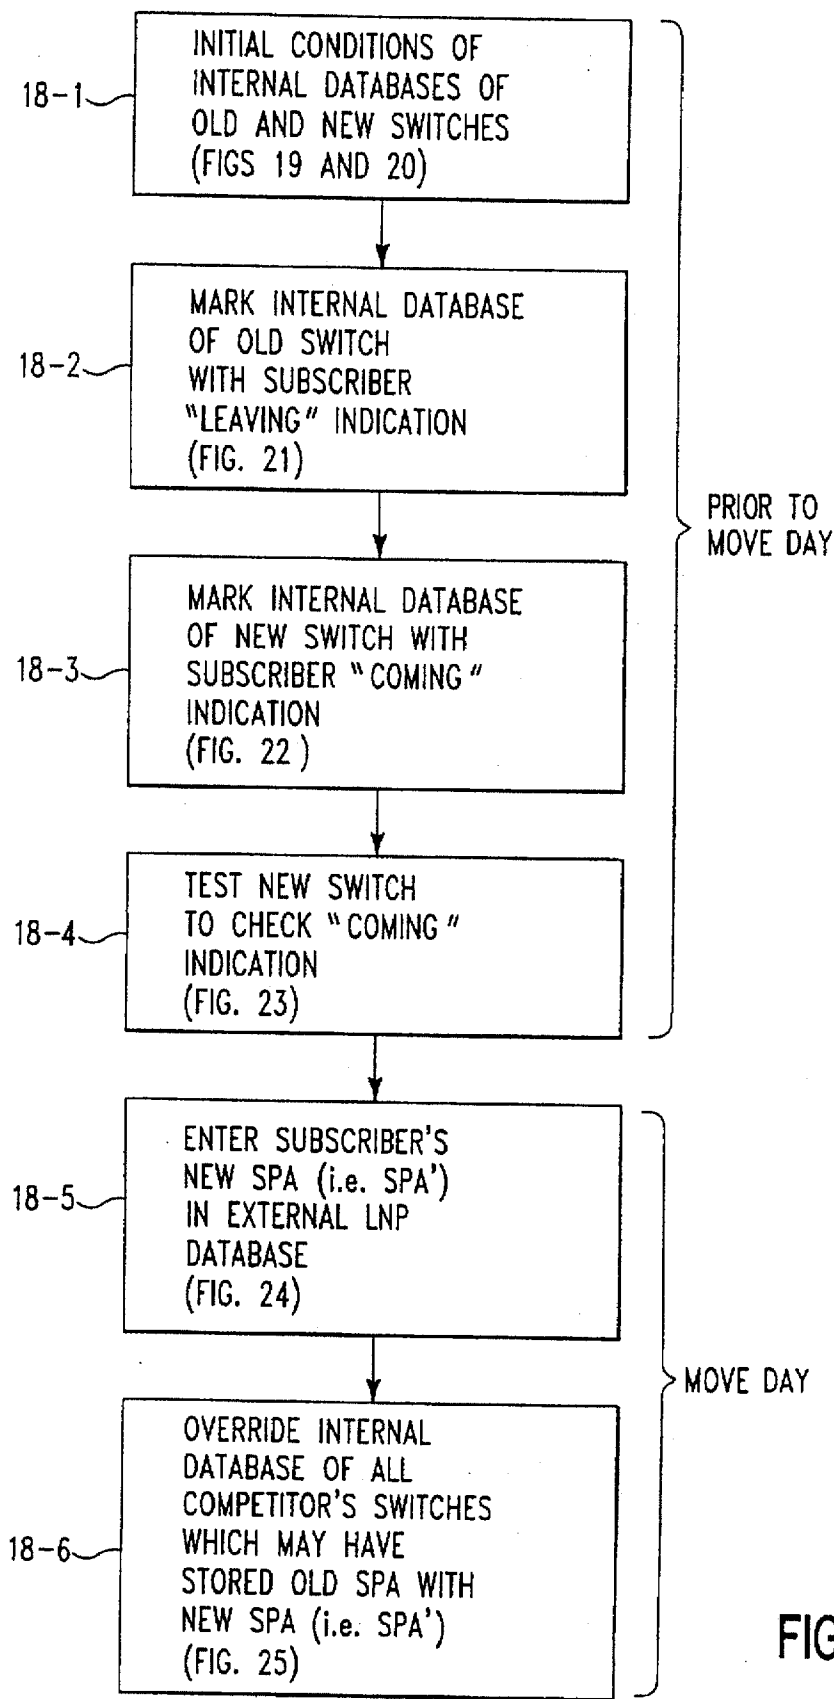 18-1
INITIAL CONDITIONS OF
INTERNAL DATABASES OF
OLD AND NEW SWITCHES
(FIGS 19 AND 20)
18-2
MARK INTERNAL DATABASE
OF OLD SWITCH
WITH SUBSCRIBER
"LEAVING" INDICATION
(FIG. 21)
18-3
MARK INTERNAL DATABASE
OF NEW SWITCH WITH
SUBSCRIBER "COMING"
INDICATION
(FIG. 22)
18-4
TEST NEW SWITCH
TO CHECK "COMING"
INDICATION
(FIG. 23)
PRIOR TO
MOVE DAY
18-5
ENTER SUBSCRIBER'S
NEW SPA (i.e. SPA')
IN EXTERNAL LNP
DATABASE
(FIG. 24)
18-6
OVERRIDE INTERNAL
DATABASE OF ALL
COMPETITOR'S SWITCHES
WHICH MAY HAVE
STORED OLD SPA WITH
NEW SPA (i.e. SPA')
(FIG. 25)
MOVE DAY
FIG